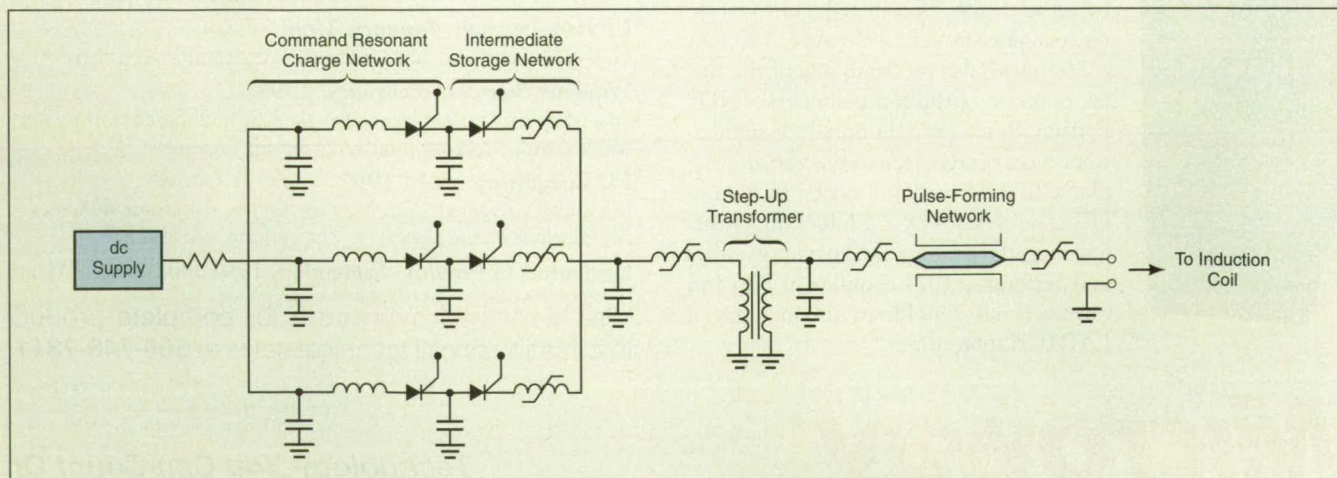 Command Resonant
Charge Network
Intermediate
Storage Network
dc
Supply
Step-Up
Transformer
Pulse-Forming
Network
To Induction
Coil